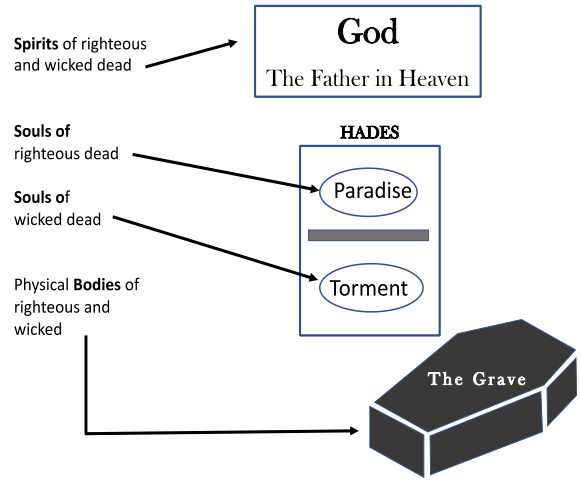 Spirits of righteous
and wicked dead
God
The Father in Heaven
Souls of
righteous dead
Souls of
wicked dead
HADES
Paradise
Torment
Physical Bodies of
righteous and
wicked
The Grave